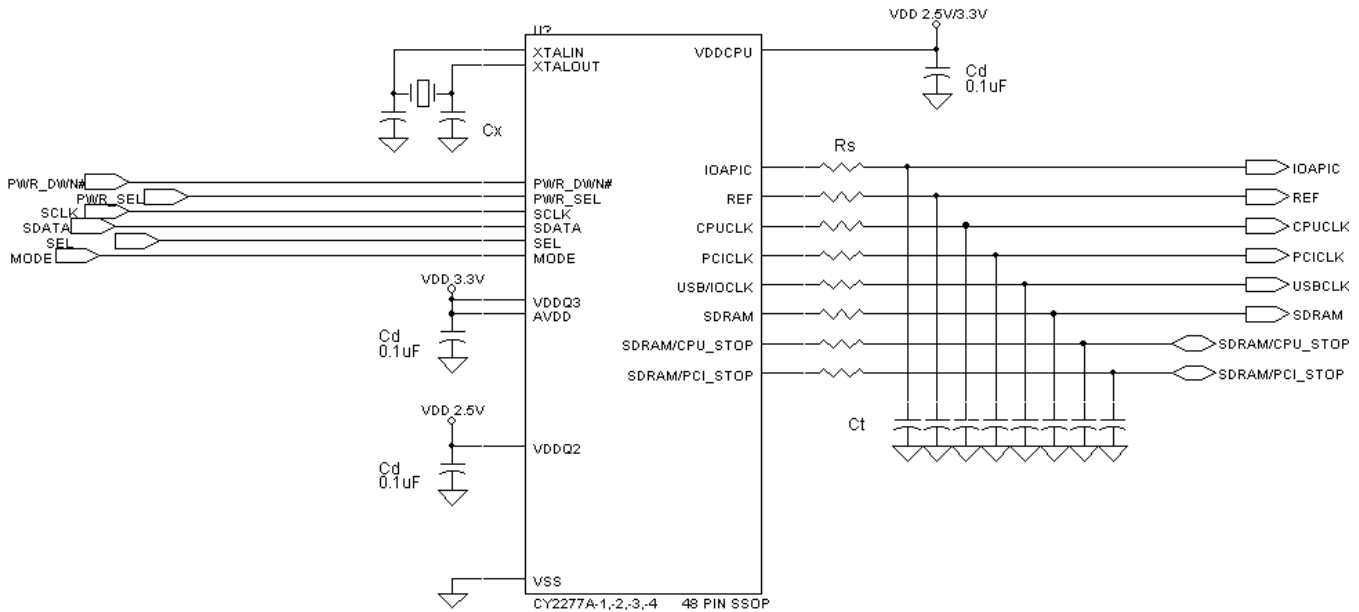 VDD 2.5V/3.3V
U?
XTALIN
XTALOUT
VDDCPU
Cd
0.1uF
Cx
Rs
IOAPIC
IOAPIC
PWR_DWN#
PWR_DWN#
PWR_SEL
PWR_SEL
REF
REF
SCLK
SCLK
SDATA
SDATA
CPUCLK
CPUCLK
SEL
SEL
MODE
MODE
PCICLK
PCICLK
VDD 3.3V
USB/IOCLK
USBCLK
VDDQ3
AVDD
SDRAM
SDRAM
Cd
0.1uF
SDRAM/CPU_STOP
SDRAM/CPU_STOP
SDRAM/PCI_STOP
SDRAM/PCI_STOP
VDD 2.5V
Ct
VDDQ2
Cd
0.1uF
VSS
CY2277A-1,-2,-3,-4 48 PIN SSOP